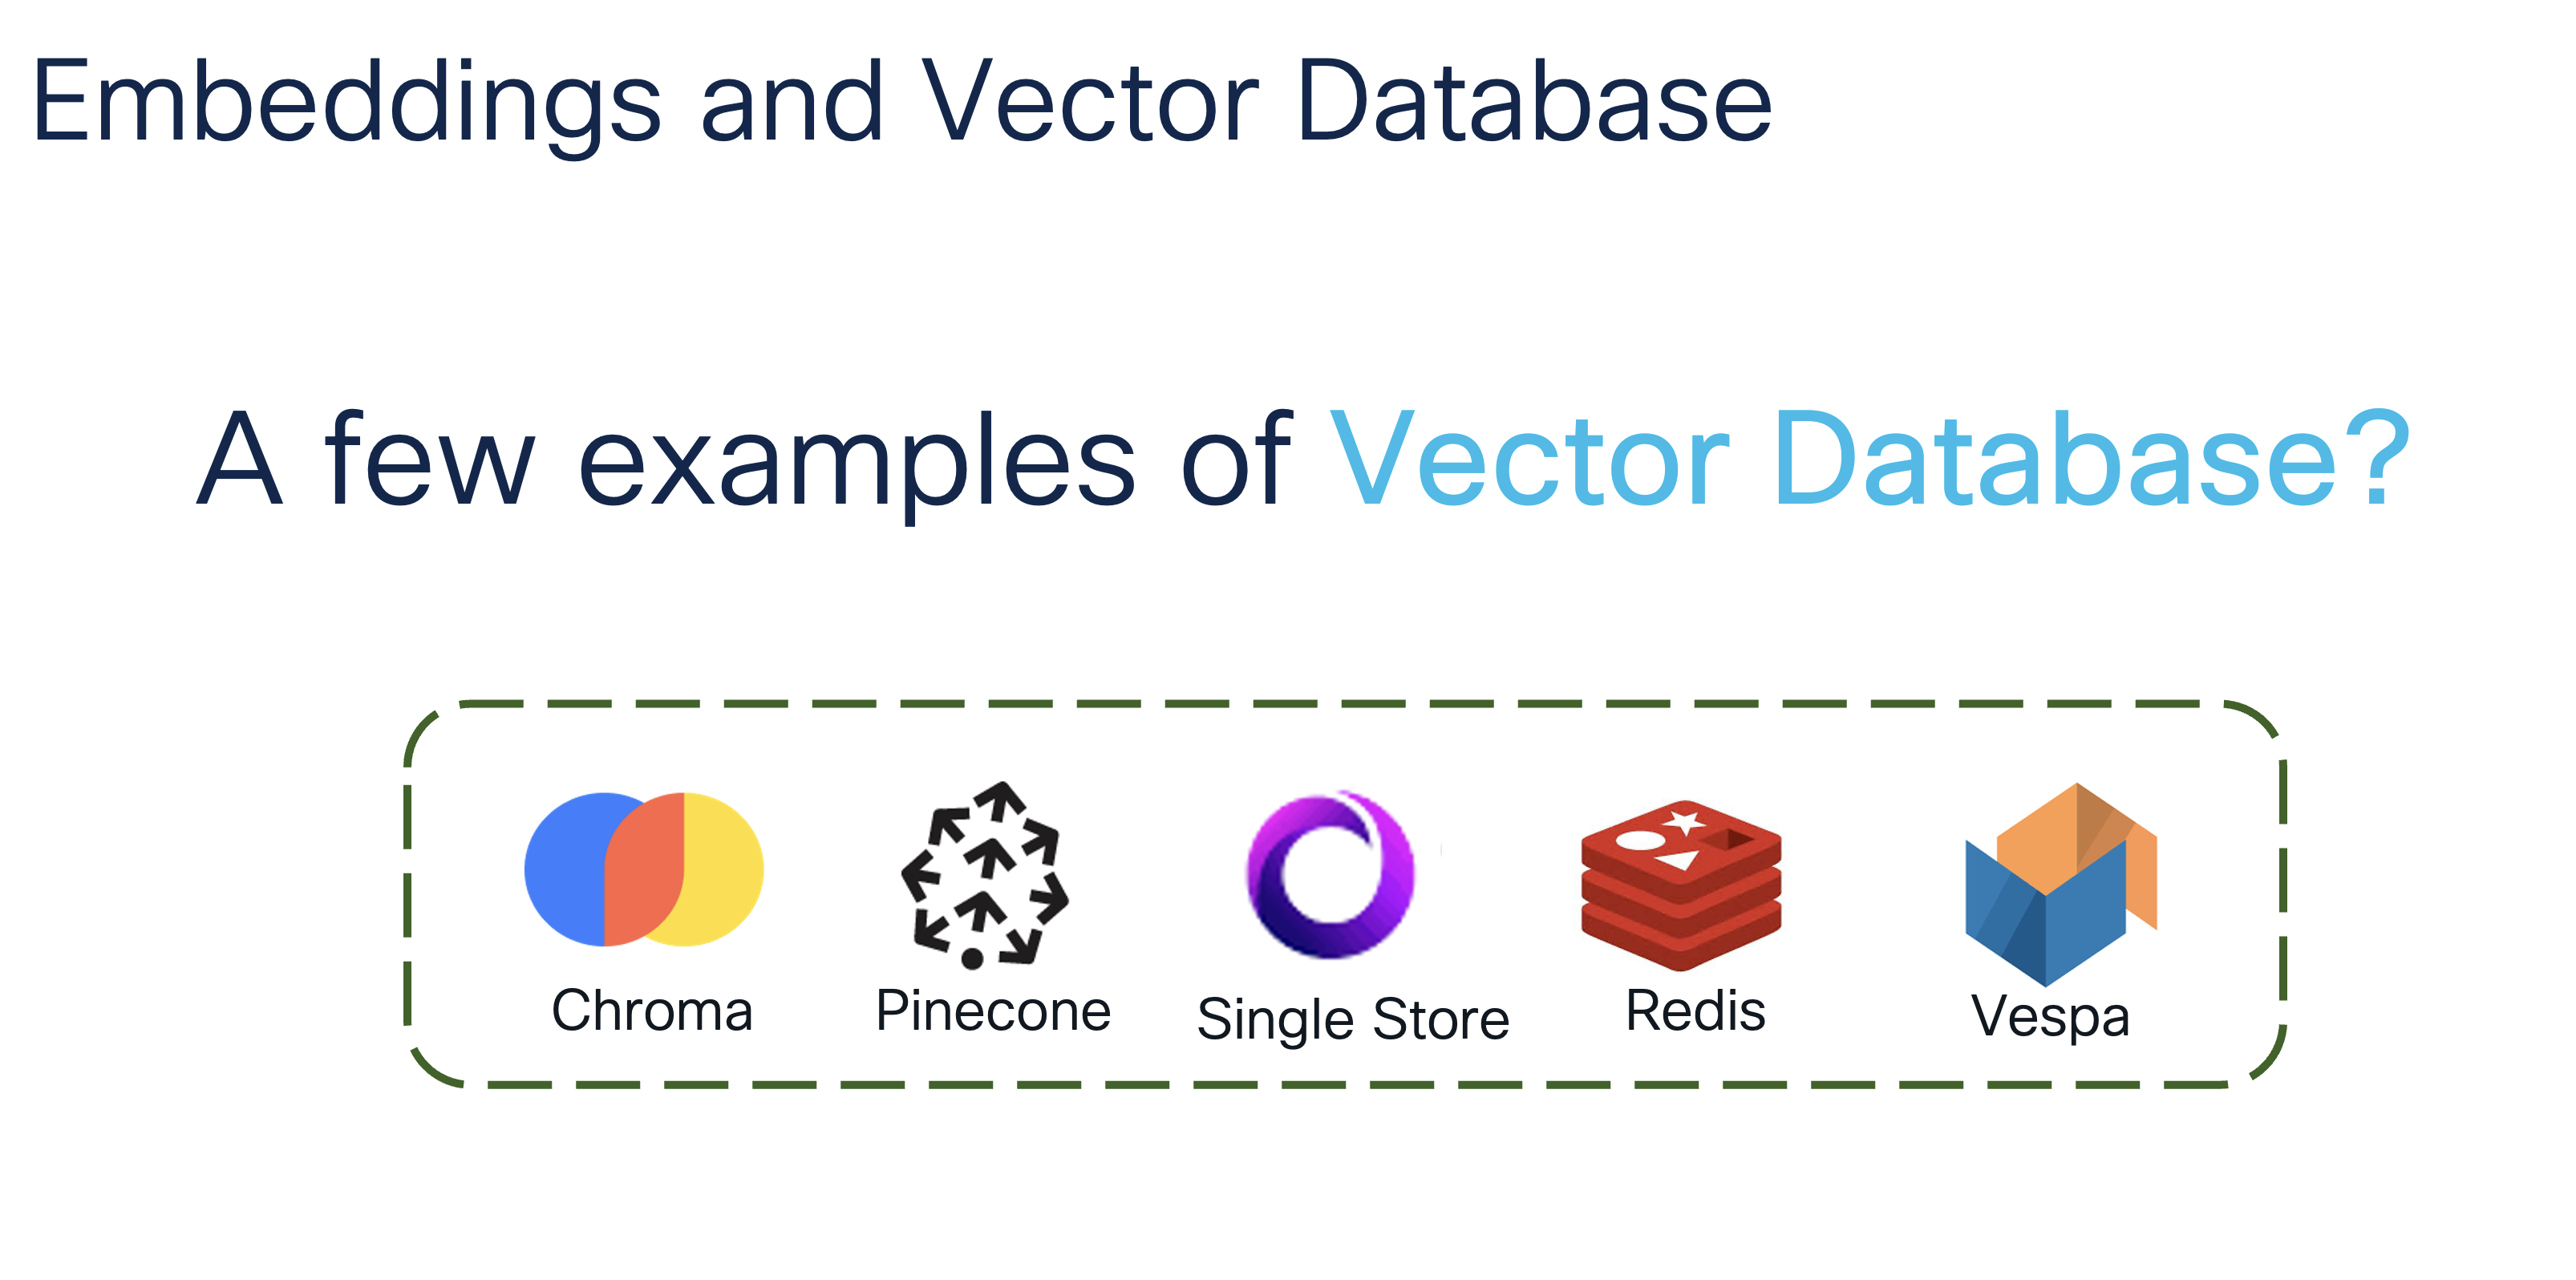 Embeddings and Vector Database
A few examples of Vector Database?
Chroma
Pinecone
Single Store
Redis
Vespa